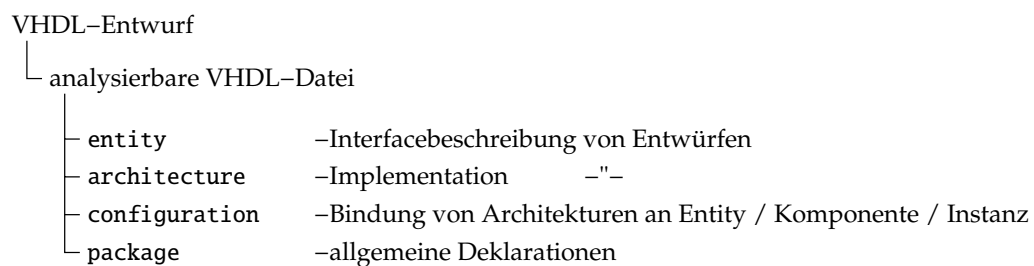 VHDL–Entwurf
analysierbare VHDL–Datei
entity –Interfacebeschreibung von Entwürfen
architecture –Implementation –"–
configuration –Bindung von Architekturen an Entity / Komponente / Instanz
package –allgemeine Deklarationen